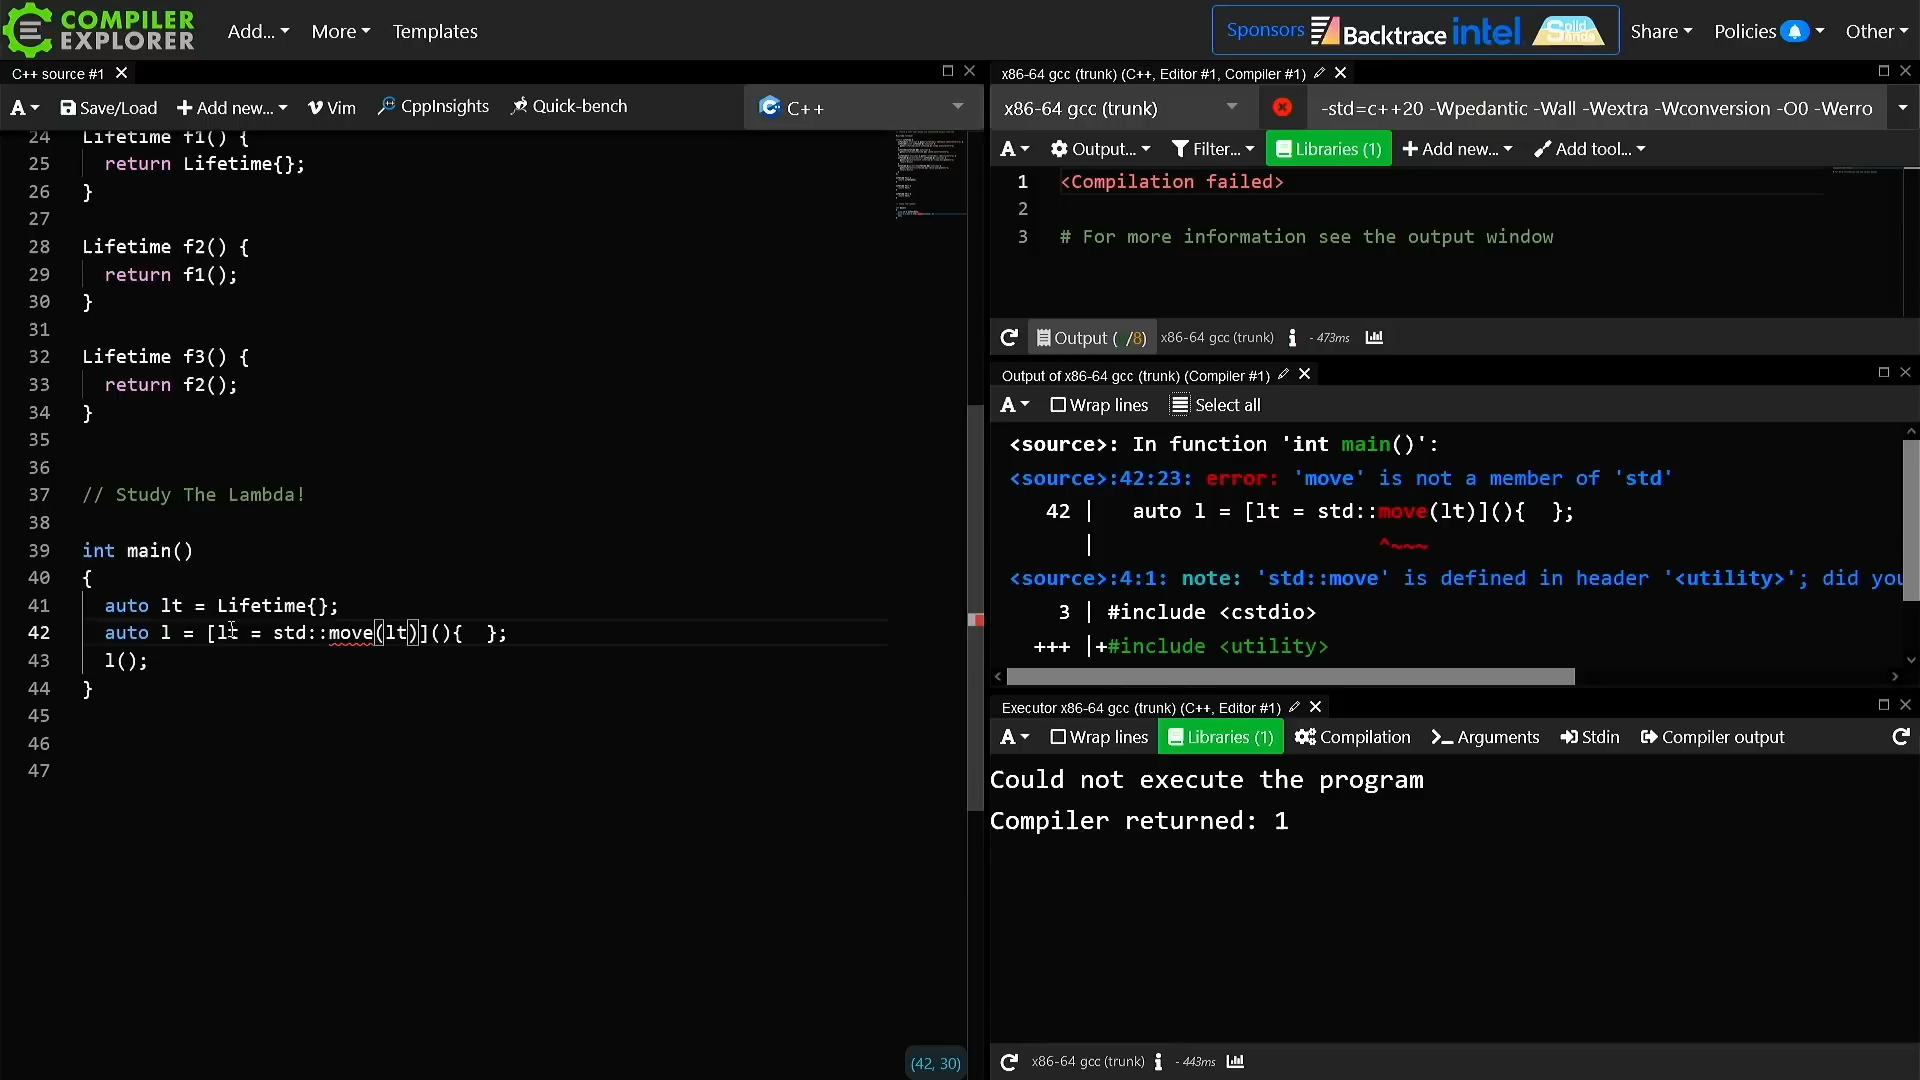 COMPILER
EXPLORER
Add...
More
Templates
Sponsors
Backtrace
intel
Solid Sands
Share
Policies
Other
C++ source #1
A
Save/Load
Add new...
Vim
CppInsights
Quick-bench
C++
24 Lifetime f1() {
25 return Lifetime{};
26 }
27
28 Lifetime f2() {
29 return f1();
30 }
31
32 Lifetime f3() {
33 return f2();
34 }
35
36
37 // Study The Lambda!
38
39 int main()
40 {
41 auto lt = Lifetime{};
42 auto l = [lt = std::move(lt)](){  };
43 l();
44 }
45
46
47
(42, 30)
x86-64 gcc (trunk) (C++, Editor #1, Compiler #1)
x86-64 gcc (trunk)
-std=c++20 -Wpedantic -Wall -Wextra -Wconversion -O0 -Werro
A
Output...
Filter...
Libraries (1)
Add new...
Add tool...
1 <Compilation failed>
2
3 # For more information see the output window
Output ( /8)
x86-64 gcc (trunk)
- 473ms
Output of x86-64 gcc (trunk) (Compiler #1)
A
Wrap lines
Select all
<source>: In function 'int main()':
<source>:42:23: error: 'move' is not a member of 'std'
42 | auto l = [lt = std::move(lt)](){  };
| ^~~~
<source>:4:1: note: 'std::move' is defined in header '<utility>'; did you
3 | #include <cstdio>
+++ |+#include <utility>
Executor x86-64 gcc (trunk) (C++, Editor #1)
A
Wrap lines
Libraries (1)
Compilation
Arguments
Stdin
Compiler output
Could not execute the program
Compiler returned: 1
x86-64 gcc (trunk)
- 443ms